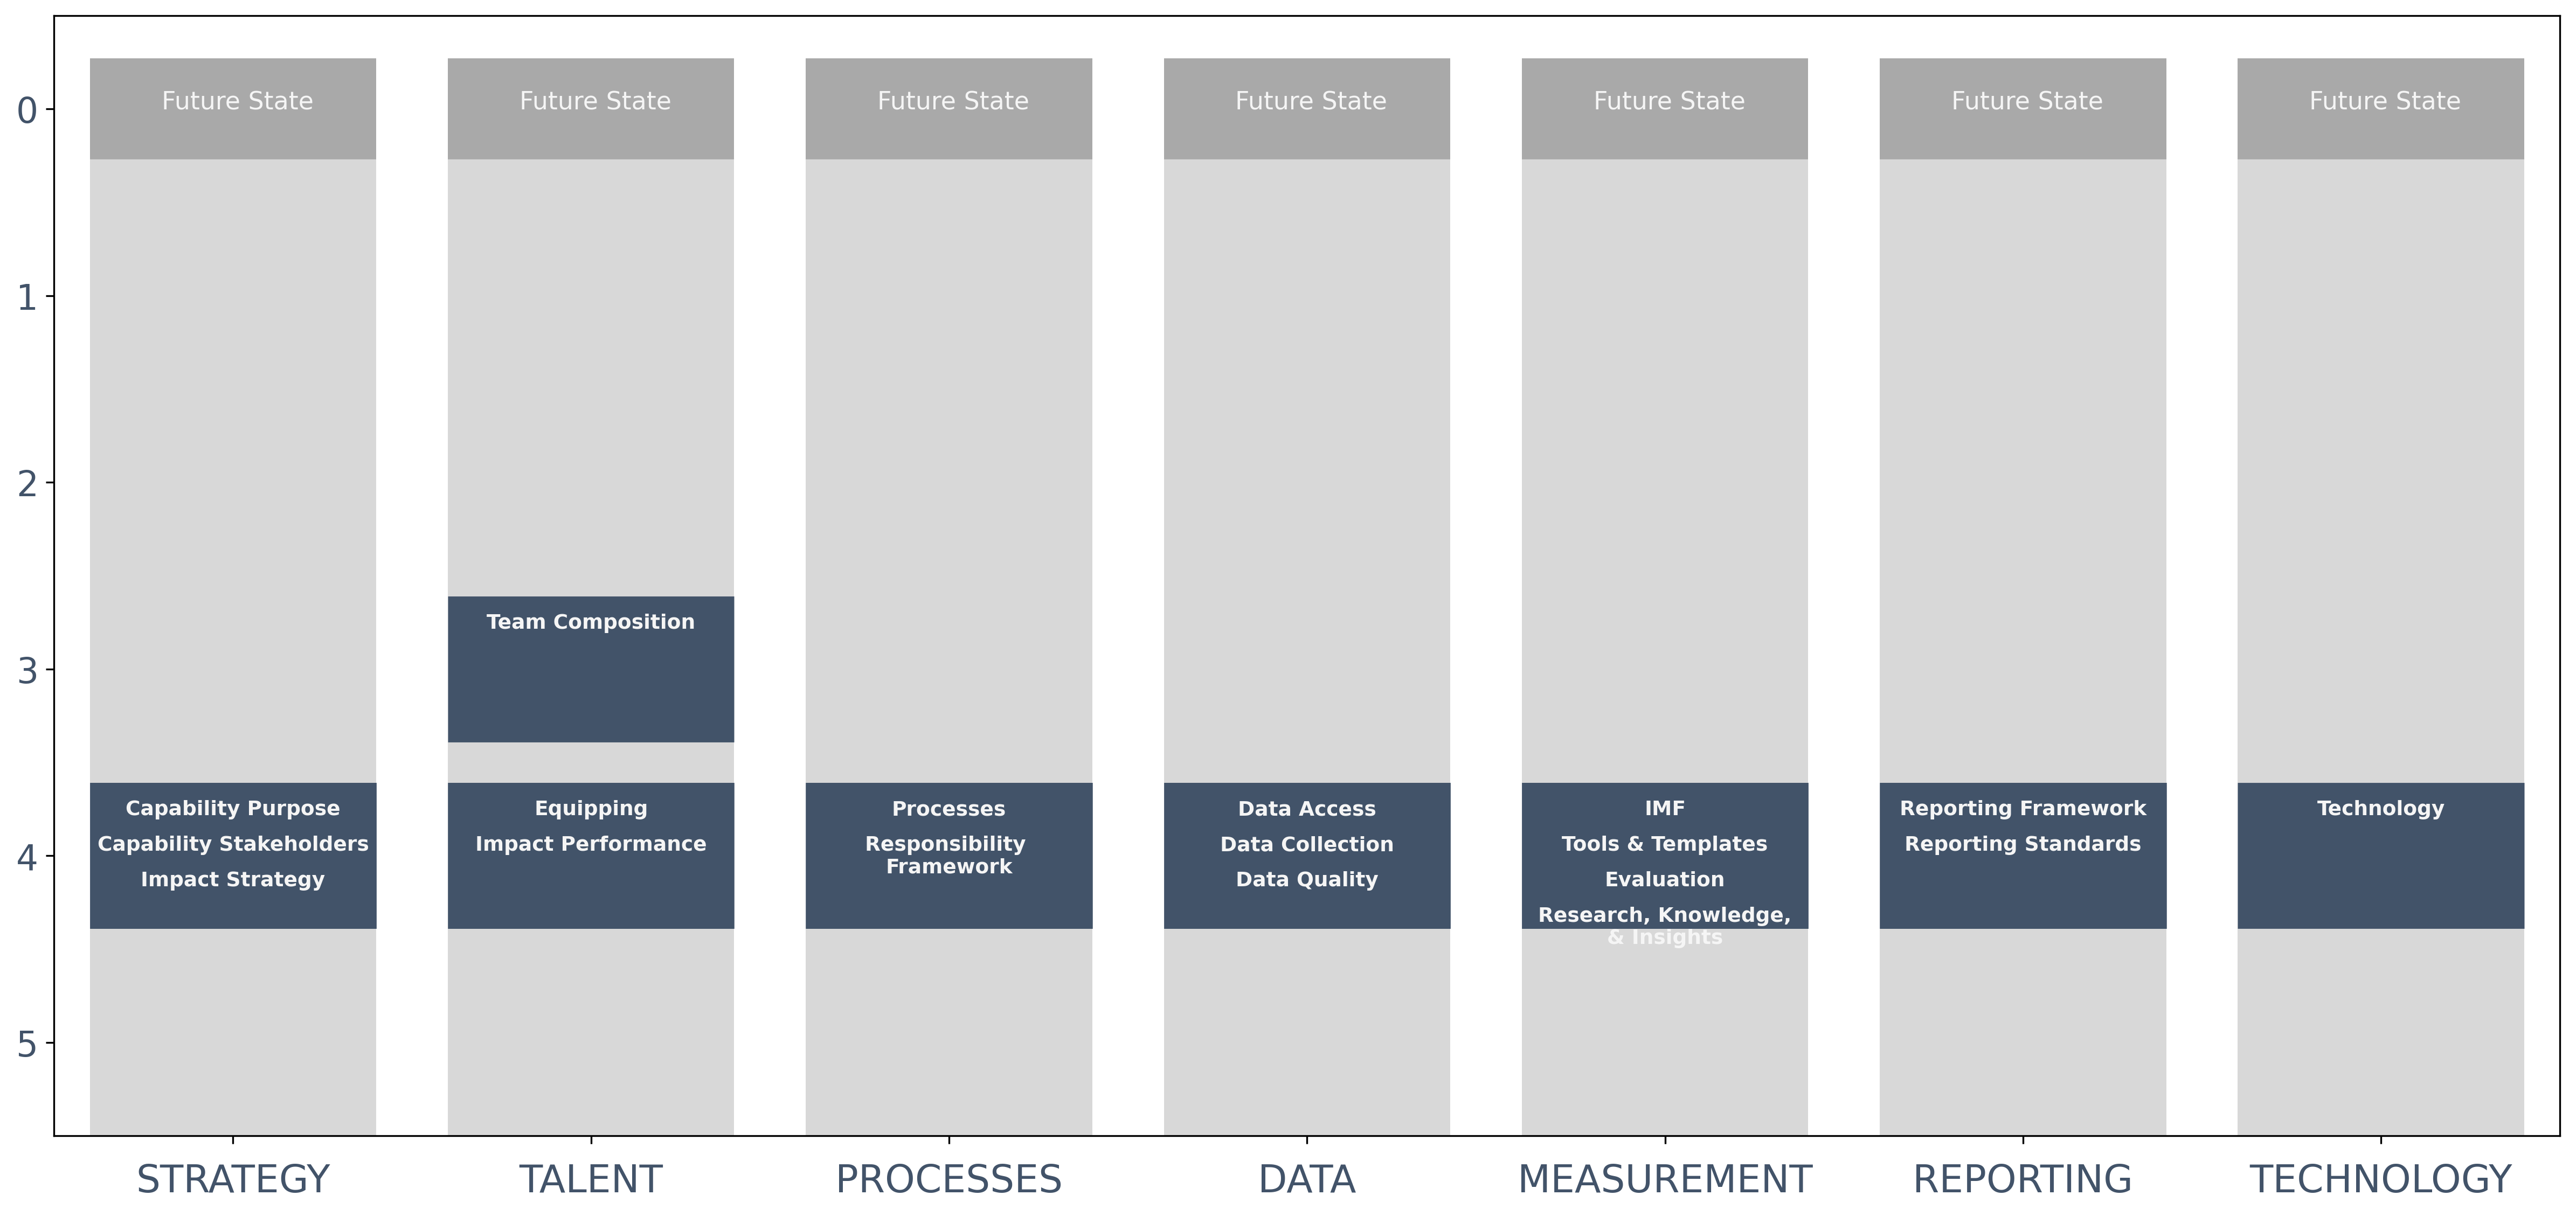 0
Future State
Future State
Future State
Future State
Future State
Future State
Future State
1
2
3
Team Composition
4
Capability Purpose
Capability Stakeholders
Impact Strategy
Equipping
Impact Performance
Processes
Responsibility
Framework
Data Access
Data Collection
Data Quality
IMF
Tools & Templates
Evaluation
Research, Knowledge,
& Insights
Reporting Framework
Reporting Standards
Technology
5
STRATEGY
TALENT
PROCESSES
DATA
MEASUREMENT
REPORTING
TECHNOLOGY